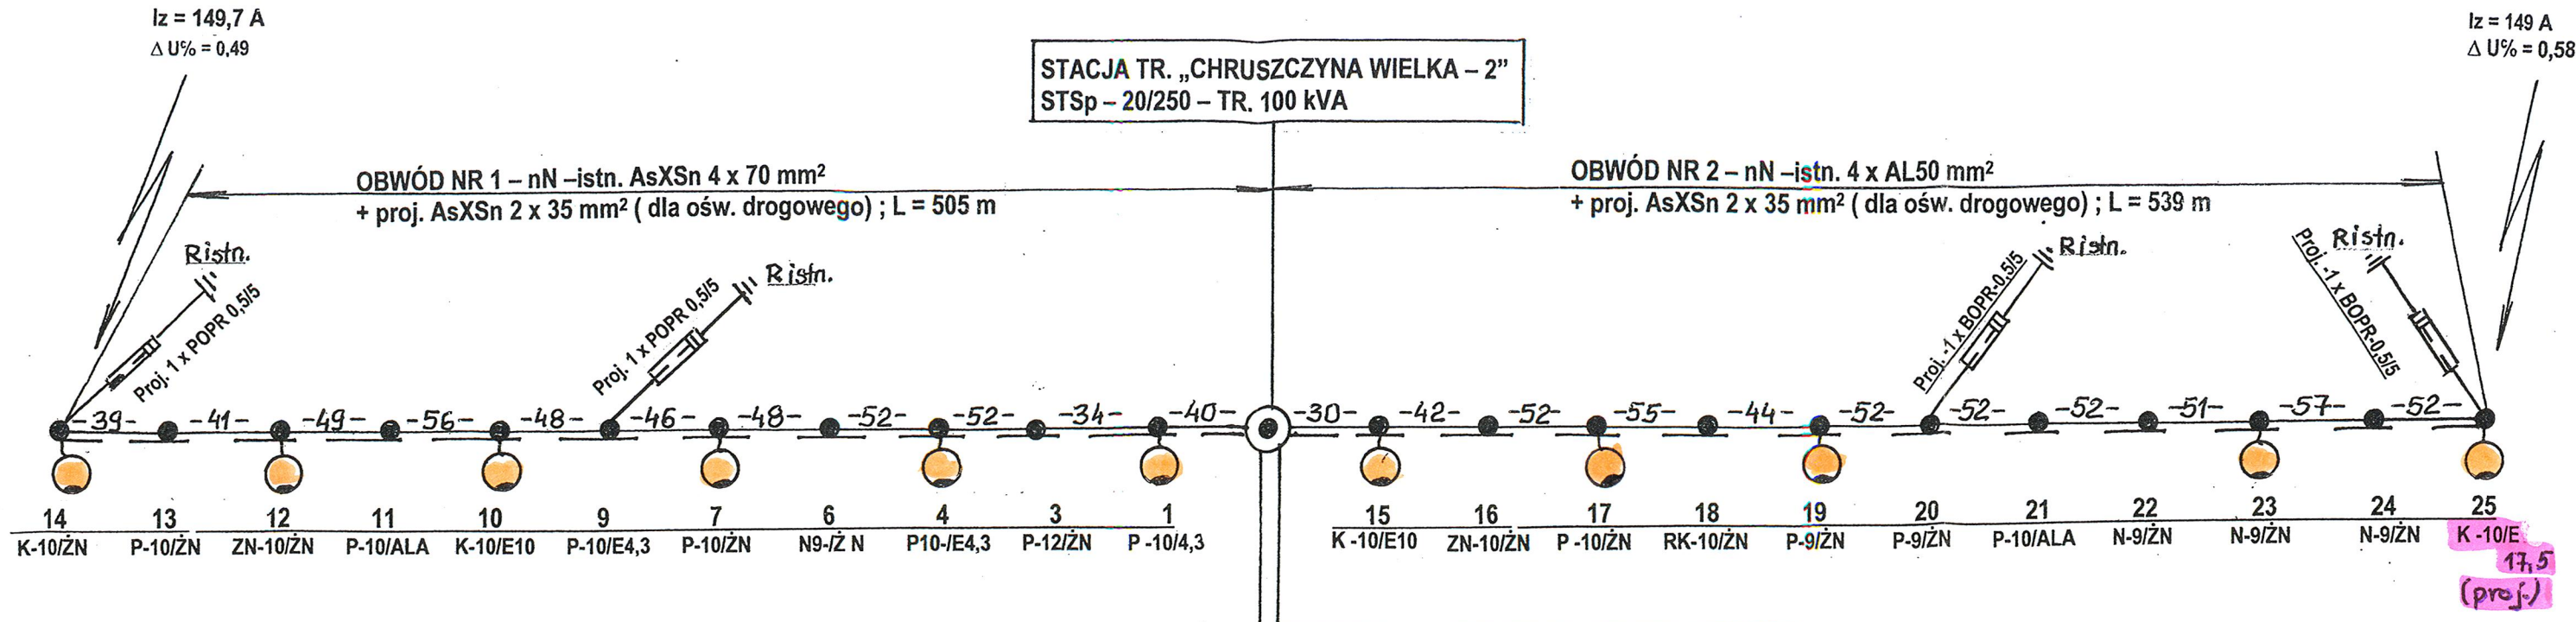 Iz = 149,7 A
Δ U% = 0,49
STACJA TR. „CHRUSZCZYNA WIELKA – 2”
STSp – 20/250 – TR. 100 kVA
Iz = 149 A
Δ U% = 0,58
OBWÓD NR 1 – nN –istn. AsXSn 4 x 70 mm²
+ proj. AsXSn 2 x 35 mm² ( dla ośw. drogowego) ; L = 505 m
OBWÓD NR 2 – nN –istn. 4 x AL50 mm²
+ proj. AsXSn 2 x 35 mm² ( dla ośw. drogowego) ; L = 539 m
Ristn.
Proj. 1 x POPR 0,5/5
Ristn.
Proj. 1 x POPR 0,5/5
Ristn.
Proj. -1 x BOPR-0,5/5
Ristn.
Proj. -1 x BOPR-0,5/5
-39- -41- -49- -56- -48- -46- -48- -52- -52- -34- -40- -30- -42- -52- -55- -44- -52- -52- -52- -51- -57- -52-
14 13 12 11 10 9 7 6 4 3 1 15 16 17 18 19 20 21 22 23 24 25
K-10/ŻN P-10/ŻN ZN-10/ŻN P-10/ALA K-10/E10 P-10/E4,3 P-10/ŻN N9-/Ż N P10-/E4,3 P-12/ŻN P -10/4,3 K -10/E10 ZN-10/ŻN P -10/ŻN RK-10/ŻN P-9/ŻN P-9/ŻN P-10/ALA N-9/ŻN N-9/ŻN N-9/ŻN K -10/E
17,5
(proj.)